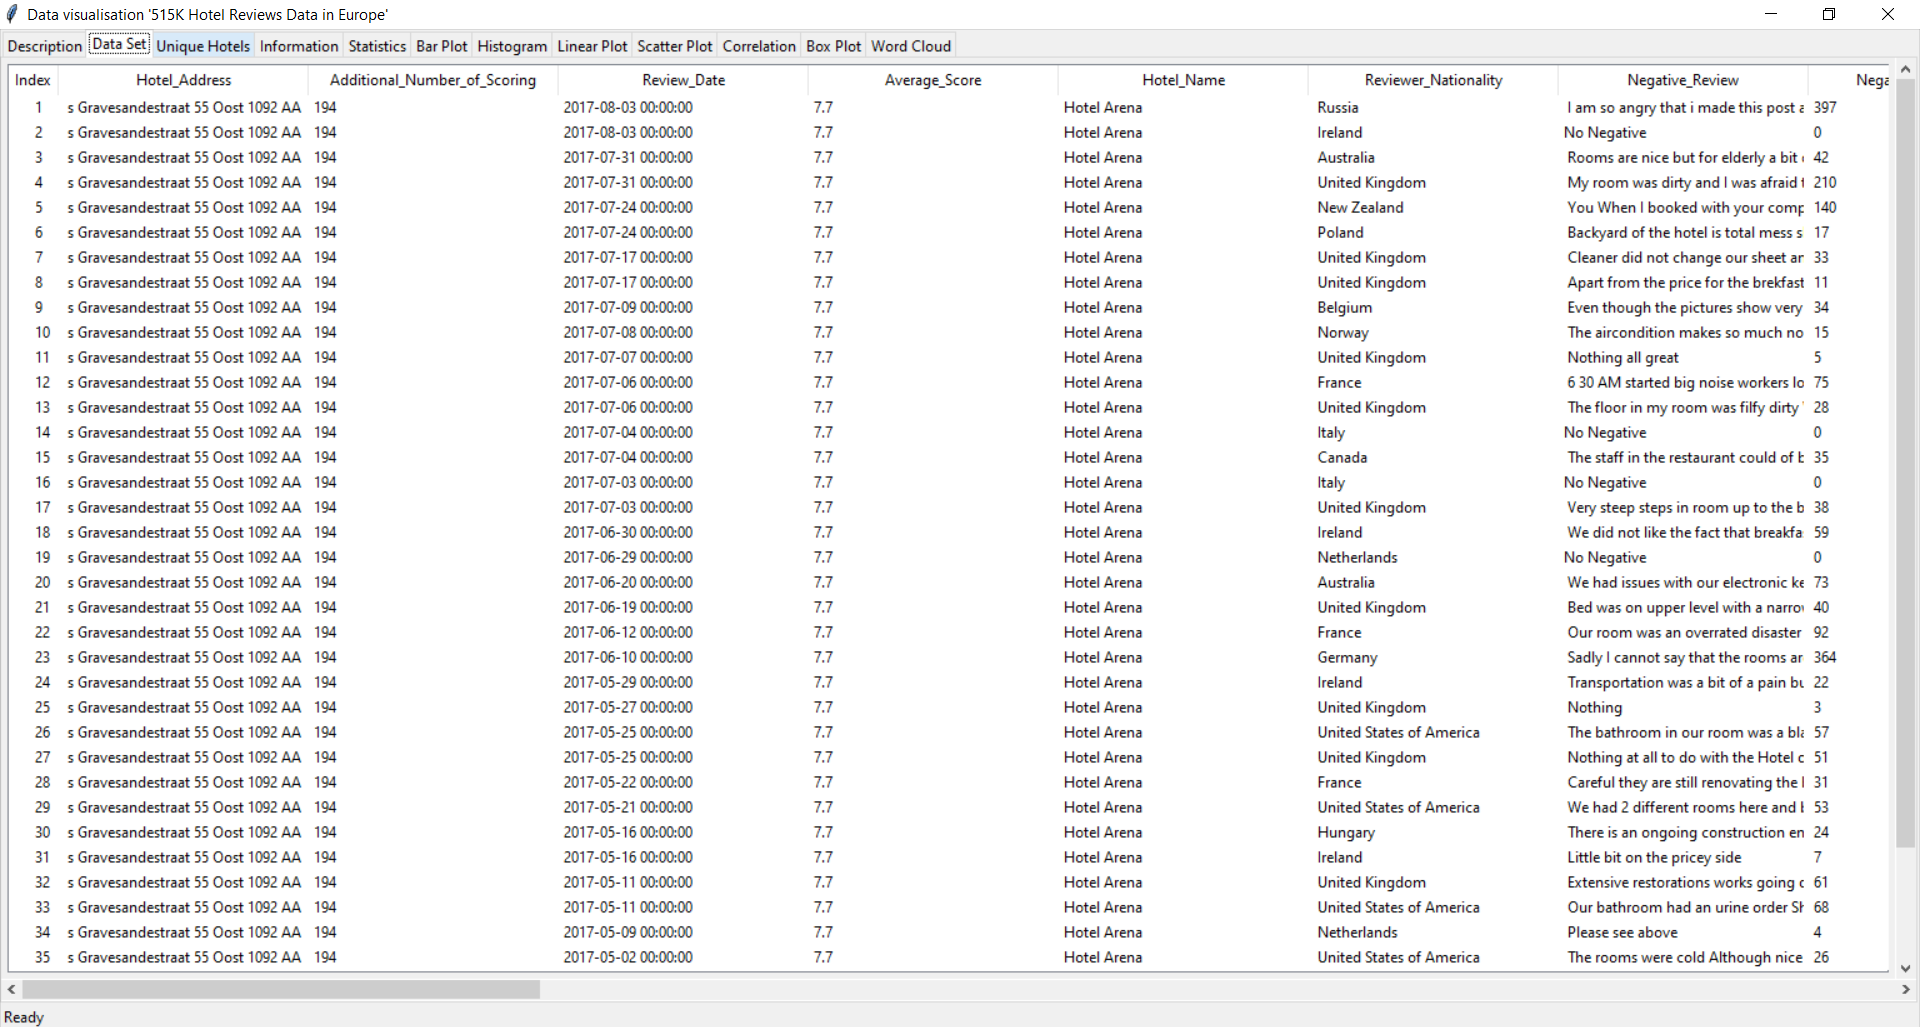 Data visualisation '515K Hotel Reviews Data in Europe'
Description Data Set Unique Hotels Information Statistics Bar Plot Histogram Linear Plot Scatter Plot Correlation Box Plot Word Cloud
Index Hotel_Address Additional_Number_of_Scoring Review_Date Average_Score Hotel_Name Reviewer_Nationality Negative_Review Nega
1 s Gravesandestraat 55 Oost 1092 AA 194 2017-08-03 00:00:00 7.7 Hotel Arena Russia I am so angry that i made this post a 397
2 s Gravesandestraat 55 Oost 1092 AA 194 2017-08-03 00:00:00 7.7 Hotel Arena Ireland No Negative 0
3 s Gravesandestraat 55 Oost 1092 AA 194 2017-07-31 00:00:00 7.7 Hotel Arena Australia Rooms are nice but for elderly a bit 42
4 s Gravesandestraat 55 Oost 1092 AA 194 2017-07-31 00:00:00 7.7 Hotel Arena United Kingdom My room was dirty and I was afraid 210
5 s Gravesandestraat 55 Oost 1092 AA 194 2017-07-24 00:00:00 7.7 Hotel Arena New Zealand You When I booked with your comp 140
6 s Gravesandestraat 55 Oost 1092 AA 194 2017-07-24 00:00:00 7.7 Hotel Arena Poland Backyard of the hotel is total mess s 17
7 s Gravesandestraat 55 Oost 1092 AA 194 2017-07-17 00:00:00 7.7 Hotel Arena United Kingdom Cleaner did not change our sheet ar 33
8 s Gravesandestraat 55 Oost 1092 AA 194 2017-07-17 00:00:00 7.7 Hotel Arena United Kingdom Apart from the price for the brekfast 11
9 s Gravesandestraat 55 Oost 1092 AA 194 2017-07-09 00:00:00 7.7 Hotel Arena Belgium Even though the pictures show very 34
10 s Gravesandestraat 55 Oost 1092 AA 194 2017-07-08 00:00:00 7.7 Hotel Arena Norway The aircondition makes so much no 15
11 s Gravesandestraat 55 Oost 1092 AA 194 2017-07-07 00:00:00 7.7 Hotel Arena United Kingdom Nothing all great 5
12 s Gravesandestraat 55 Oost 1092 AA 194 2017-07-06 00:00:00 7.7 Hotel Arena France 6 30 AM started big noise workers lo 75
13 s Gravesandestraat 55 Oost 1092 AA 194 2017-07-06 00:00:00 7.7 Hotel Arena United Kingdom The floor in my room was filfy dirty 28
14 s Gravesandestraat 55 Oost 1092 AA 194 2017-07-04 00:00:00 7.7 Hotel Arena Italy No Negative 0
15 s Gravesandestraat 55 Oost 1092 AA 194 2017-07-04 00:00:00 7.7 Hotel Arena Canada The staff in the restaurant could of b 35
16 s Gravesandestraat 55 Oost 1092 AA 194 2017-07-03 00:00:00 7.7 Hotel Arena Italy No Negative 0
17 s Gravesandestraat 55 Oost 1092 AA 194 2017-07-03 00:00:00 7.7 Hotel Arena United Kingdom Very steep steps in room up to the b 38
18 s Gravesandestraat 55 Oost 1092 AA 194 2017-06-30 00:00:00 7.7 Hotel Arena Ireland We did not like the fact that breakfa 59
19 s Gravesandestraat 55 Oost 1092 AA 194 2017-06-29 00:00:00 7.7 Hotel Arena Netherlands No Negative 0
20 s Gravesandestraat 55 Oost 1092 AA 194 2017-06-20 00:00:00 7.7 Hotel Arena Australia We had issues with our electronic ke 73
21 s Gravesandestraat 55 Oost 1092 AA 194 2017-06-19 00:00:00 7.7 Hotel Arena United Kingdom Bed was on upper level with a narro 40
22 s Gravesandestraat 55 Oost 1092 AA 194 2017-06-12 00:00:00 7.7 Hotel Arena France Our room was an overrated disaster 92
23 s Gravesandestraat 55 Oost 1092 AA 194 2017-06-10 00:00:00 7.7 Hotel Arena Germany Sadly I cannot say that the rooms ar 364
24 s Gravesandestraat 55 Oost 1092 AA 194 2017-05-29 00:00:00 7.7 Hotel Arena Ireland Transportation was a bit of a pain bu 22
25 s Gravesandestraat 55 Oost 1092 AA 194 2017-05-27 00:00:00 7.7 Hotel Arena United Kingdom Nothing 3
26 s Gravesandestraat 55 Oost 1092 AA 194 2017-05-25 00:00:00 7.7 Hotel Arena United States of America The bathroom in our room was a bla 57
27 s Gravesandestraat 55 Oost 1092 AA 194 2017-05-25 00:00:00 7.7 Hotel Arena United Kingdom Nothing at all to do with the Hotel c 51
28 s Gravesandestraat 55 Oost 1092 AA 194 2017-05-22 00:00:00 7.7 Hotel Arena France Careful they are still renovating the 31
29 s Gravesandestraat 55 Oost 1092 AA 194 2017-05-21 00:00:00 7.7 Hotel Arena United States of America We had 2 different rooms here and 53
30 s Gravesandestraat 55 Oost 1092 AA 194 2017-05-16 00:00:00 7.7 Hotel Arena Hungary There is an ongoing construction en 24
31 s Gravesandestraat 55 Oost 1092 AA 194 2017-05-16 00:00:00 7.7 Hotel Arena Ireland Little bit on the pricey side 7
32 s Gravesandestraat 55 Oost 1092 AA 194 2017-05-11 00:00:00 7.7 Hotel Arena United Kingdom Extensive restorations works going 61
33 s Gravesandestraat 55 Oost 1092 AA 194 2017-05-11 00:00:00 7.7 Hotel Arena United States of America Our bathroom had an urine order Sh 68
34 s Gravesandestraat 55 Oost 1092 AA 194 2017-05-09 00:00:00 7.7 Hotel Arena Netherlands Please see above 4
35 s Gravesandestraat 55 Oost 1092 AA 194 2017-05-02 00:00:00 7.7 Hotel Arena United States of America The rooms were cold Although nice 26
Ready